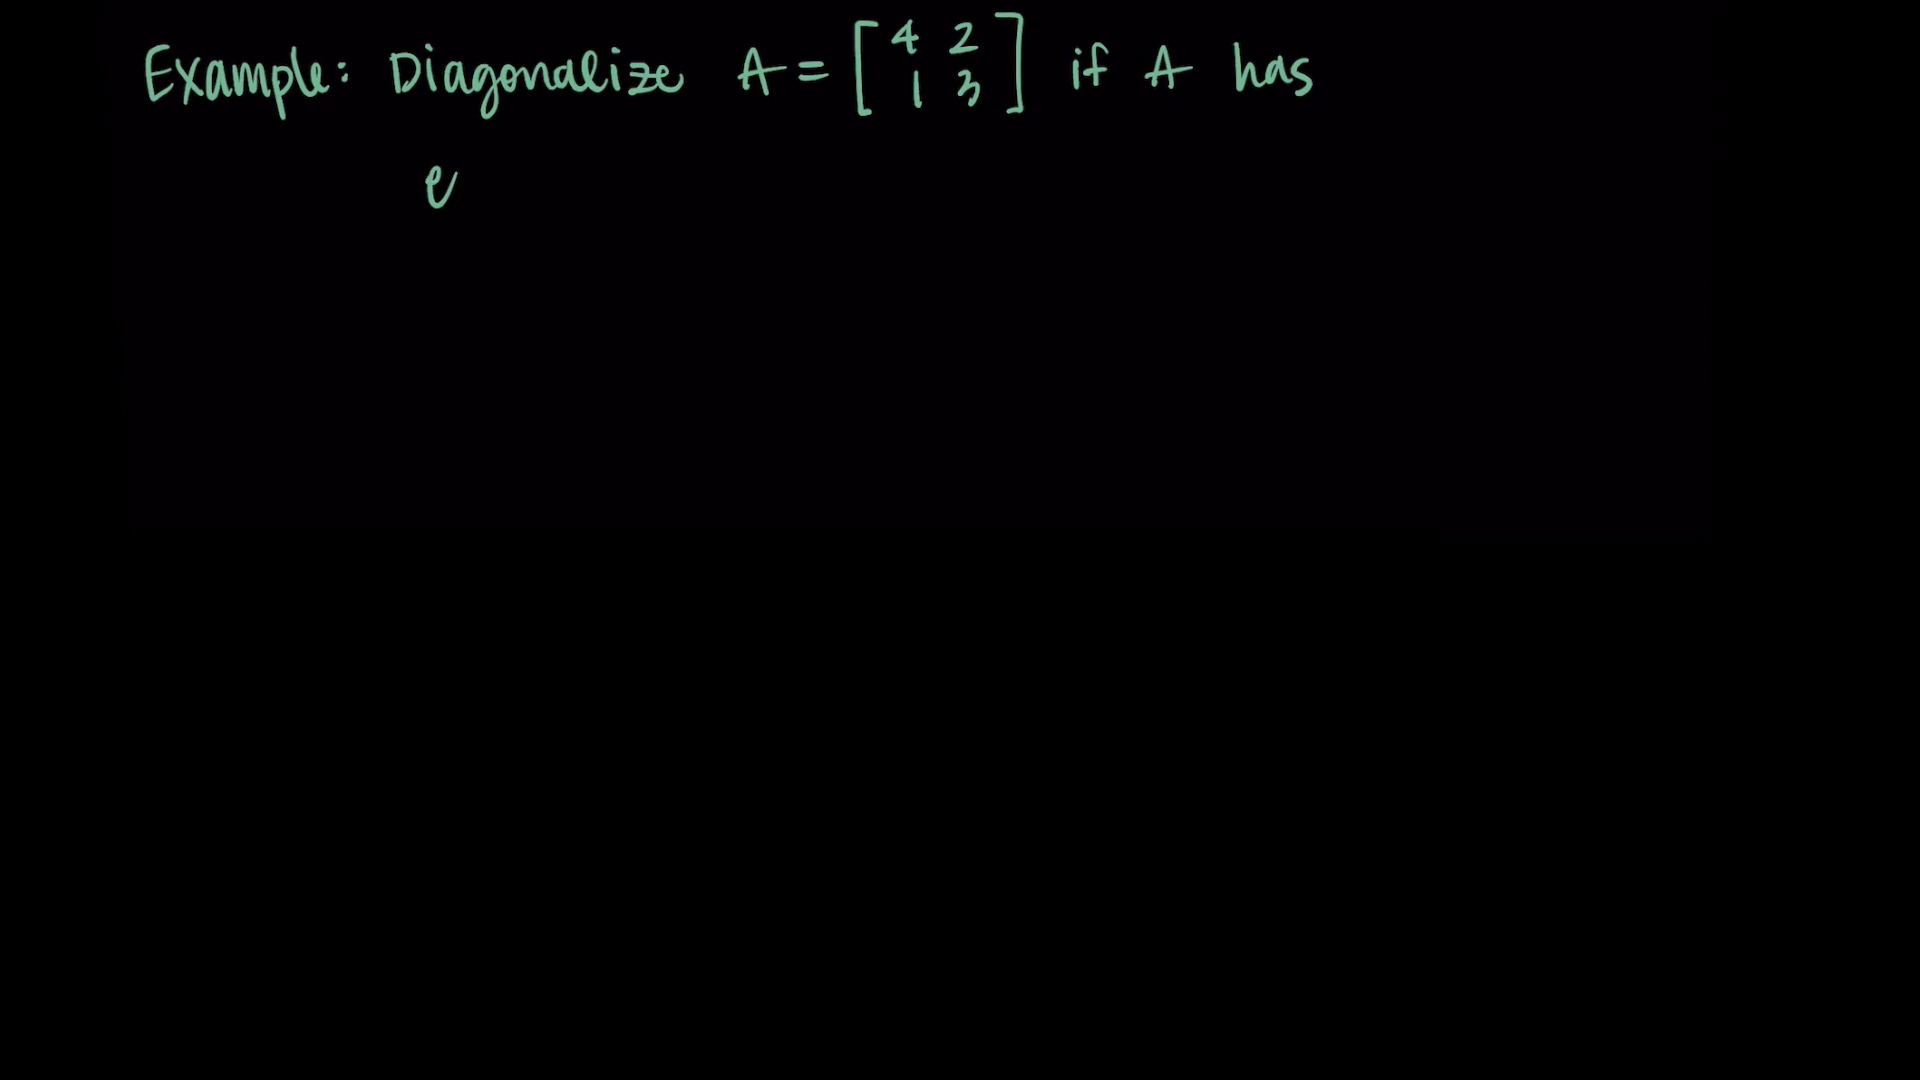 Example: Diagonalize A = [4 2; 1 3] if A has
e